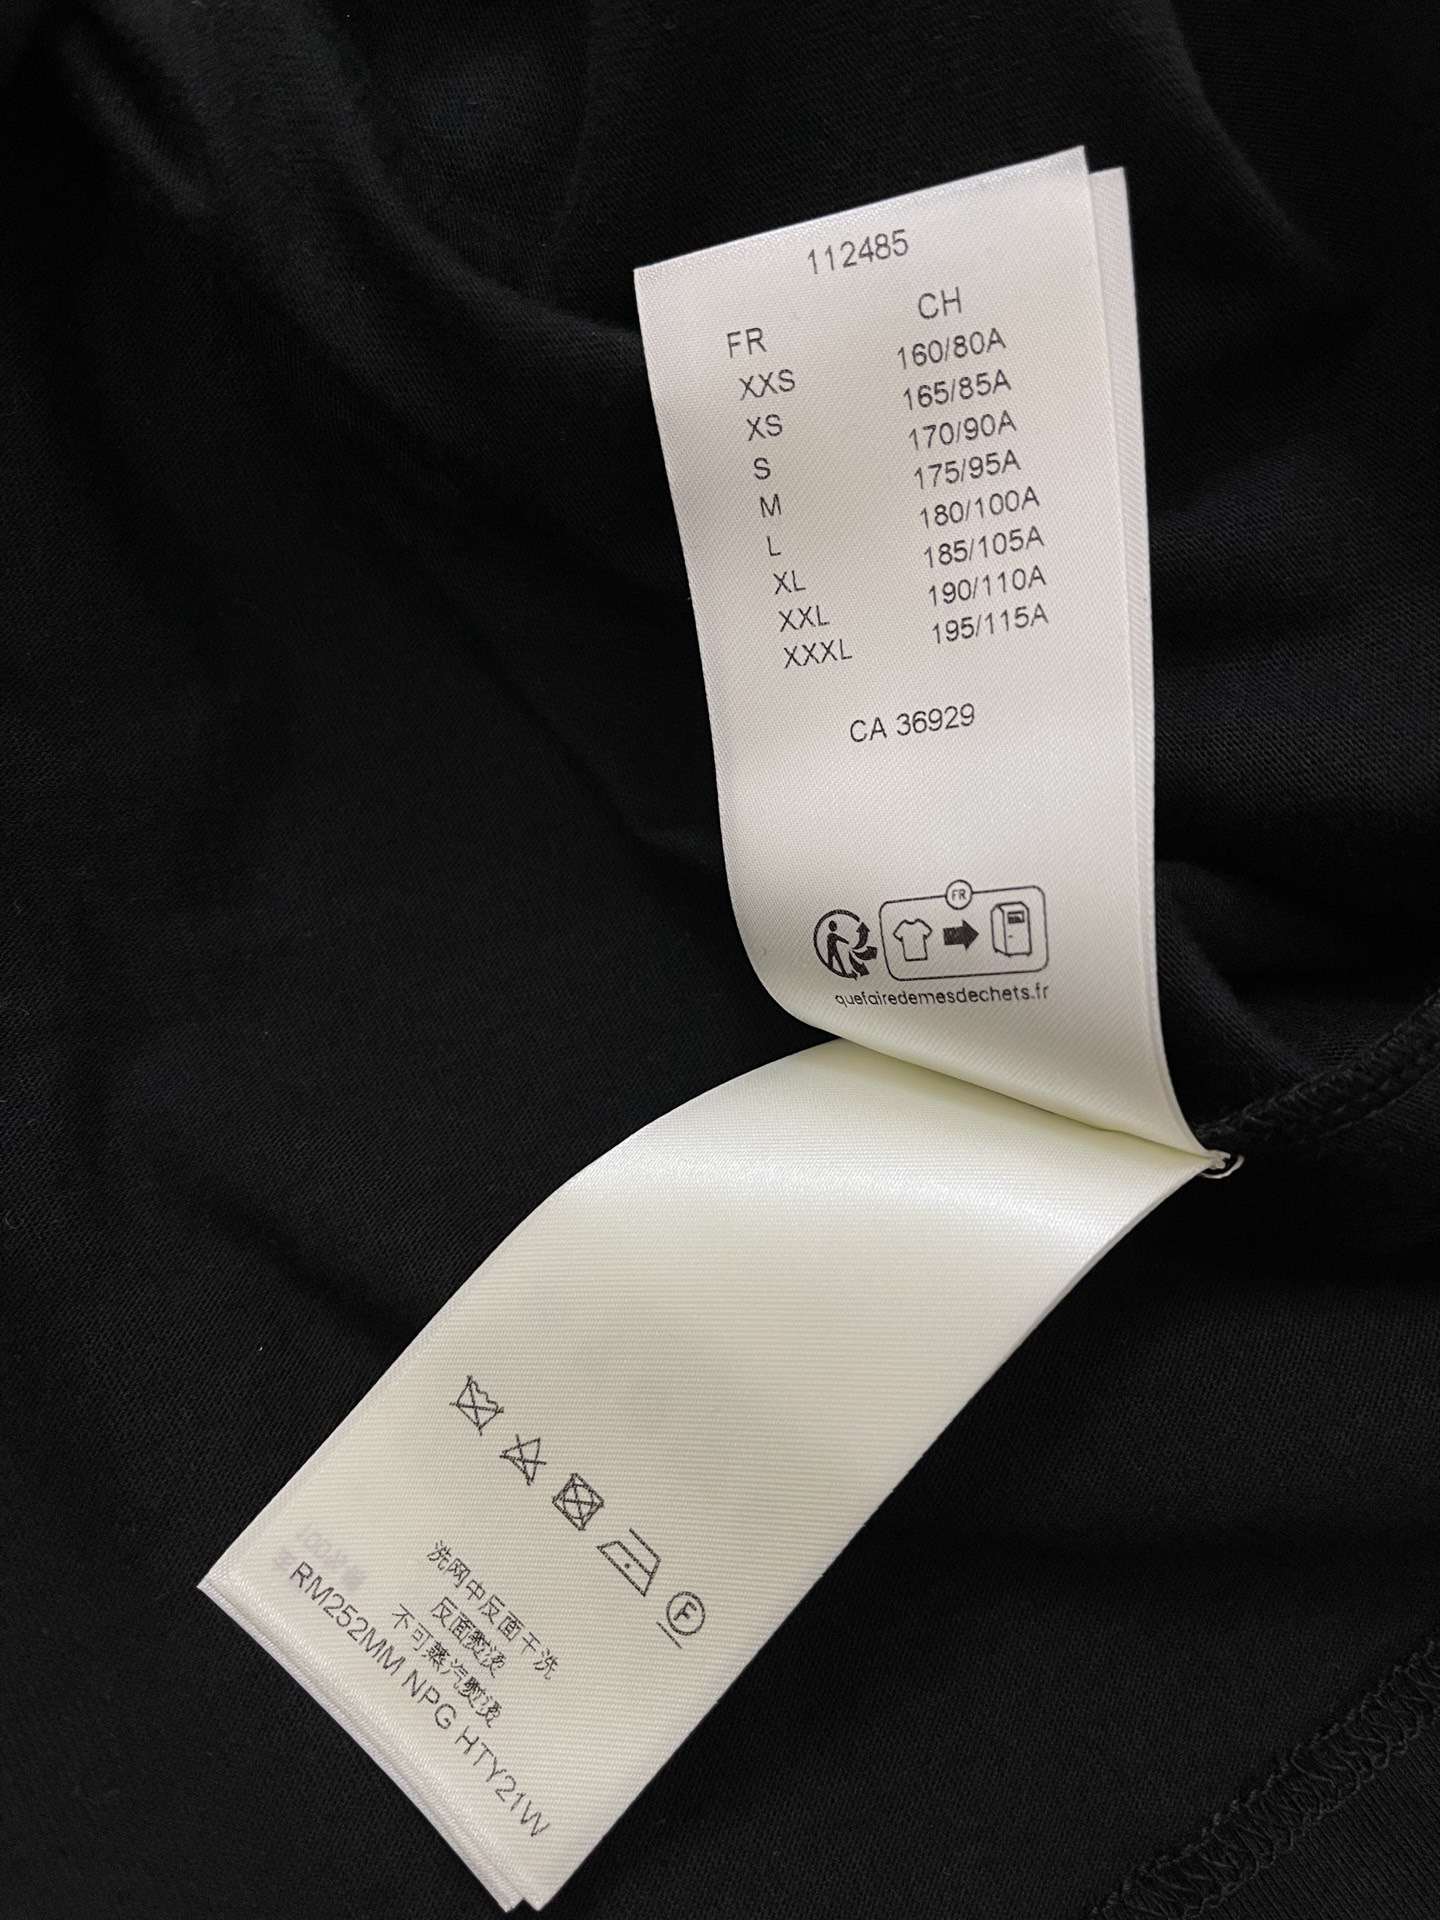 112485
FR CH
XXS 160/80A
XS 165/85A
S 170/90A
M 175/95A
L 180/100A
XL 185/105A
XXL 190/110A
XXXL 195/115A
CA 36929
FR
quefairedemesdechets.fr
F
洗网中反面干洗
反面熨烫
不可蒸汽熨烫
RM252MM NPG HTY21W